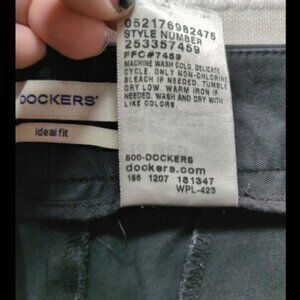 052176982475
STYLE NUMBER
253357459
FFC#7459
MACHINE WASH COLD. DELICATE
CYCLE. ONLY NON-CHLORINE
BLEACH IF NEEDED. TUMBLE
DRY LOW. WARM IRON IF
NEEDED. WASH AND DRY WITH
LIKE COLORS.
800-DOCKERS
dockers.com
186 1207 181347
WPL-423
DOCKERS®
ideal fit